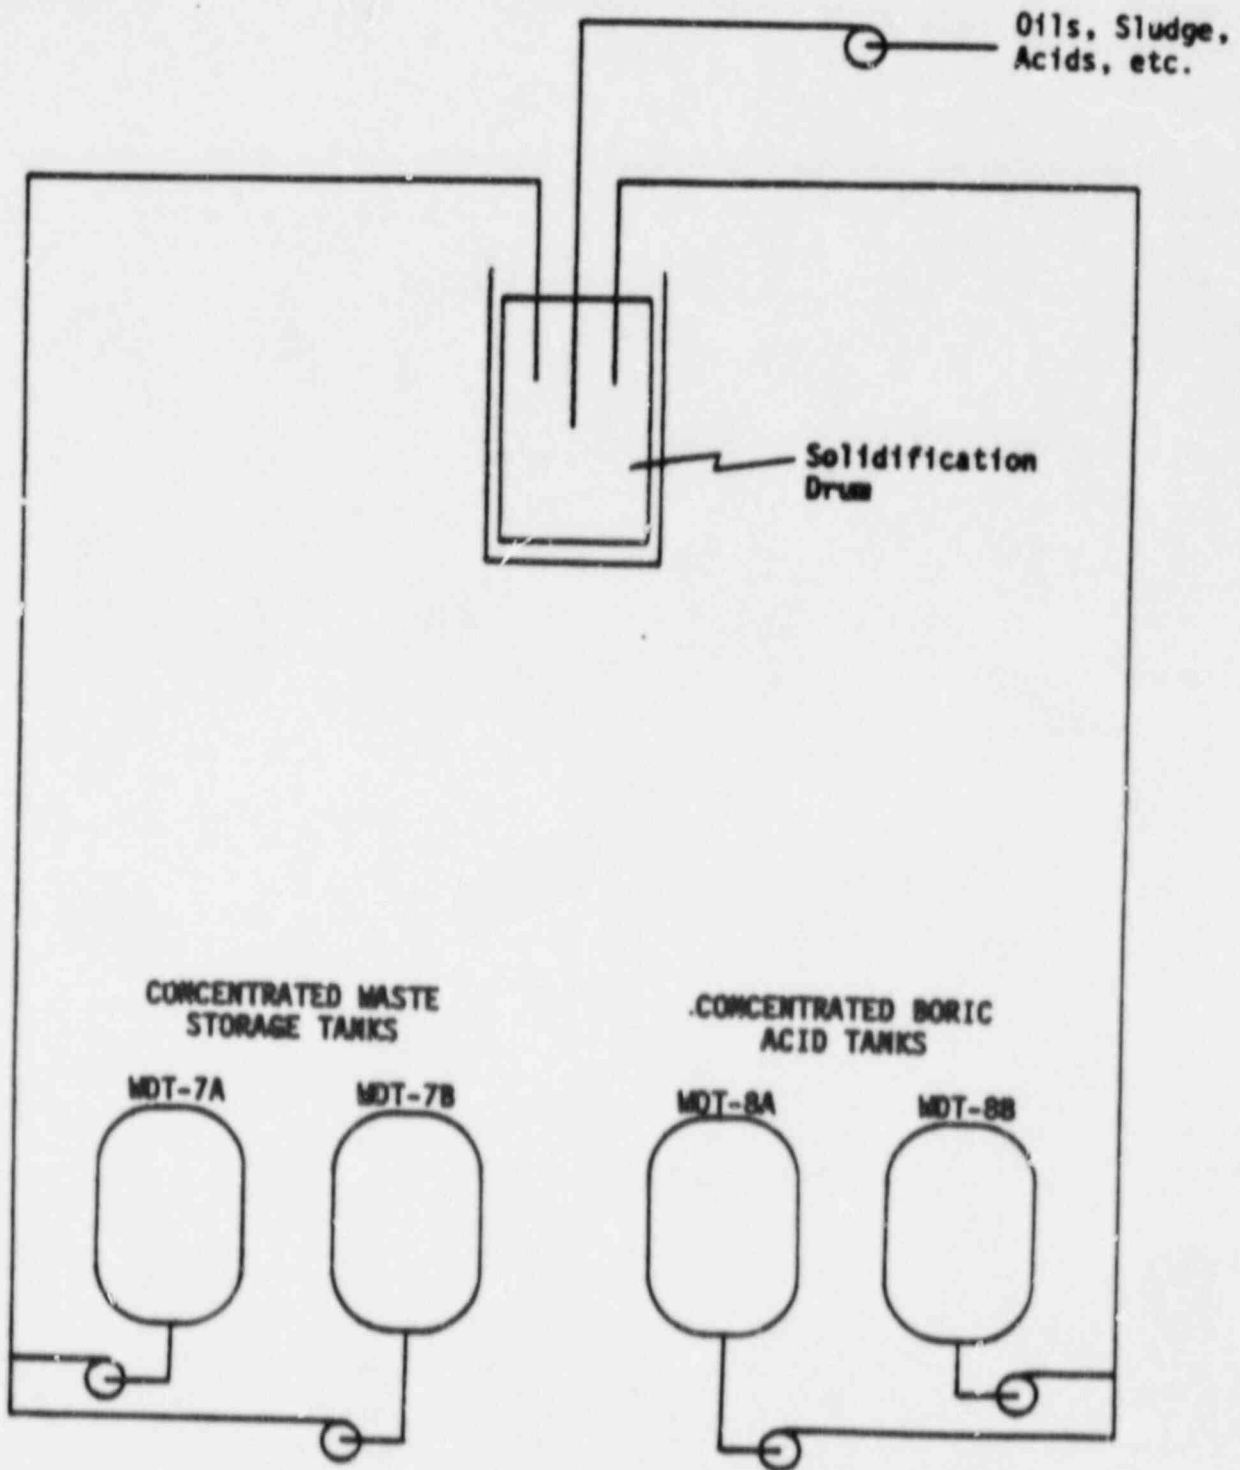 Oils, Sludge,
Acids, etc.
Solidification
Drum
CONCENTRATED WASTE
STORAGE TANKS
CONCENTRATED BORIC
ACID TANKS
WDT-7A
WDT-7B
WDT-8A
WDT-8B